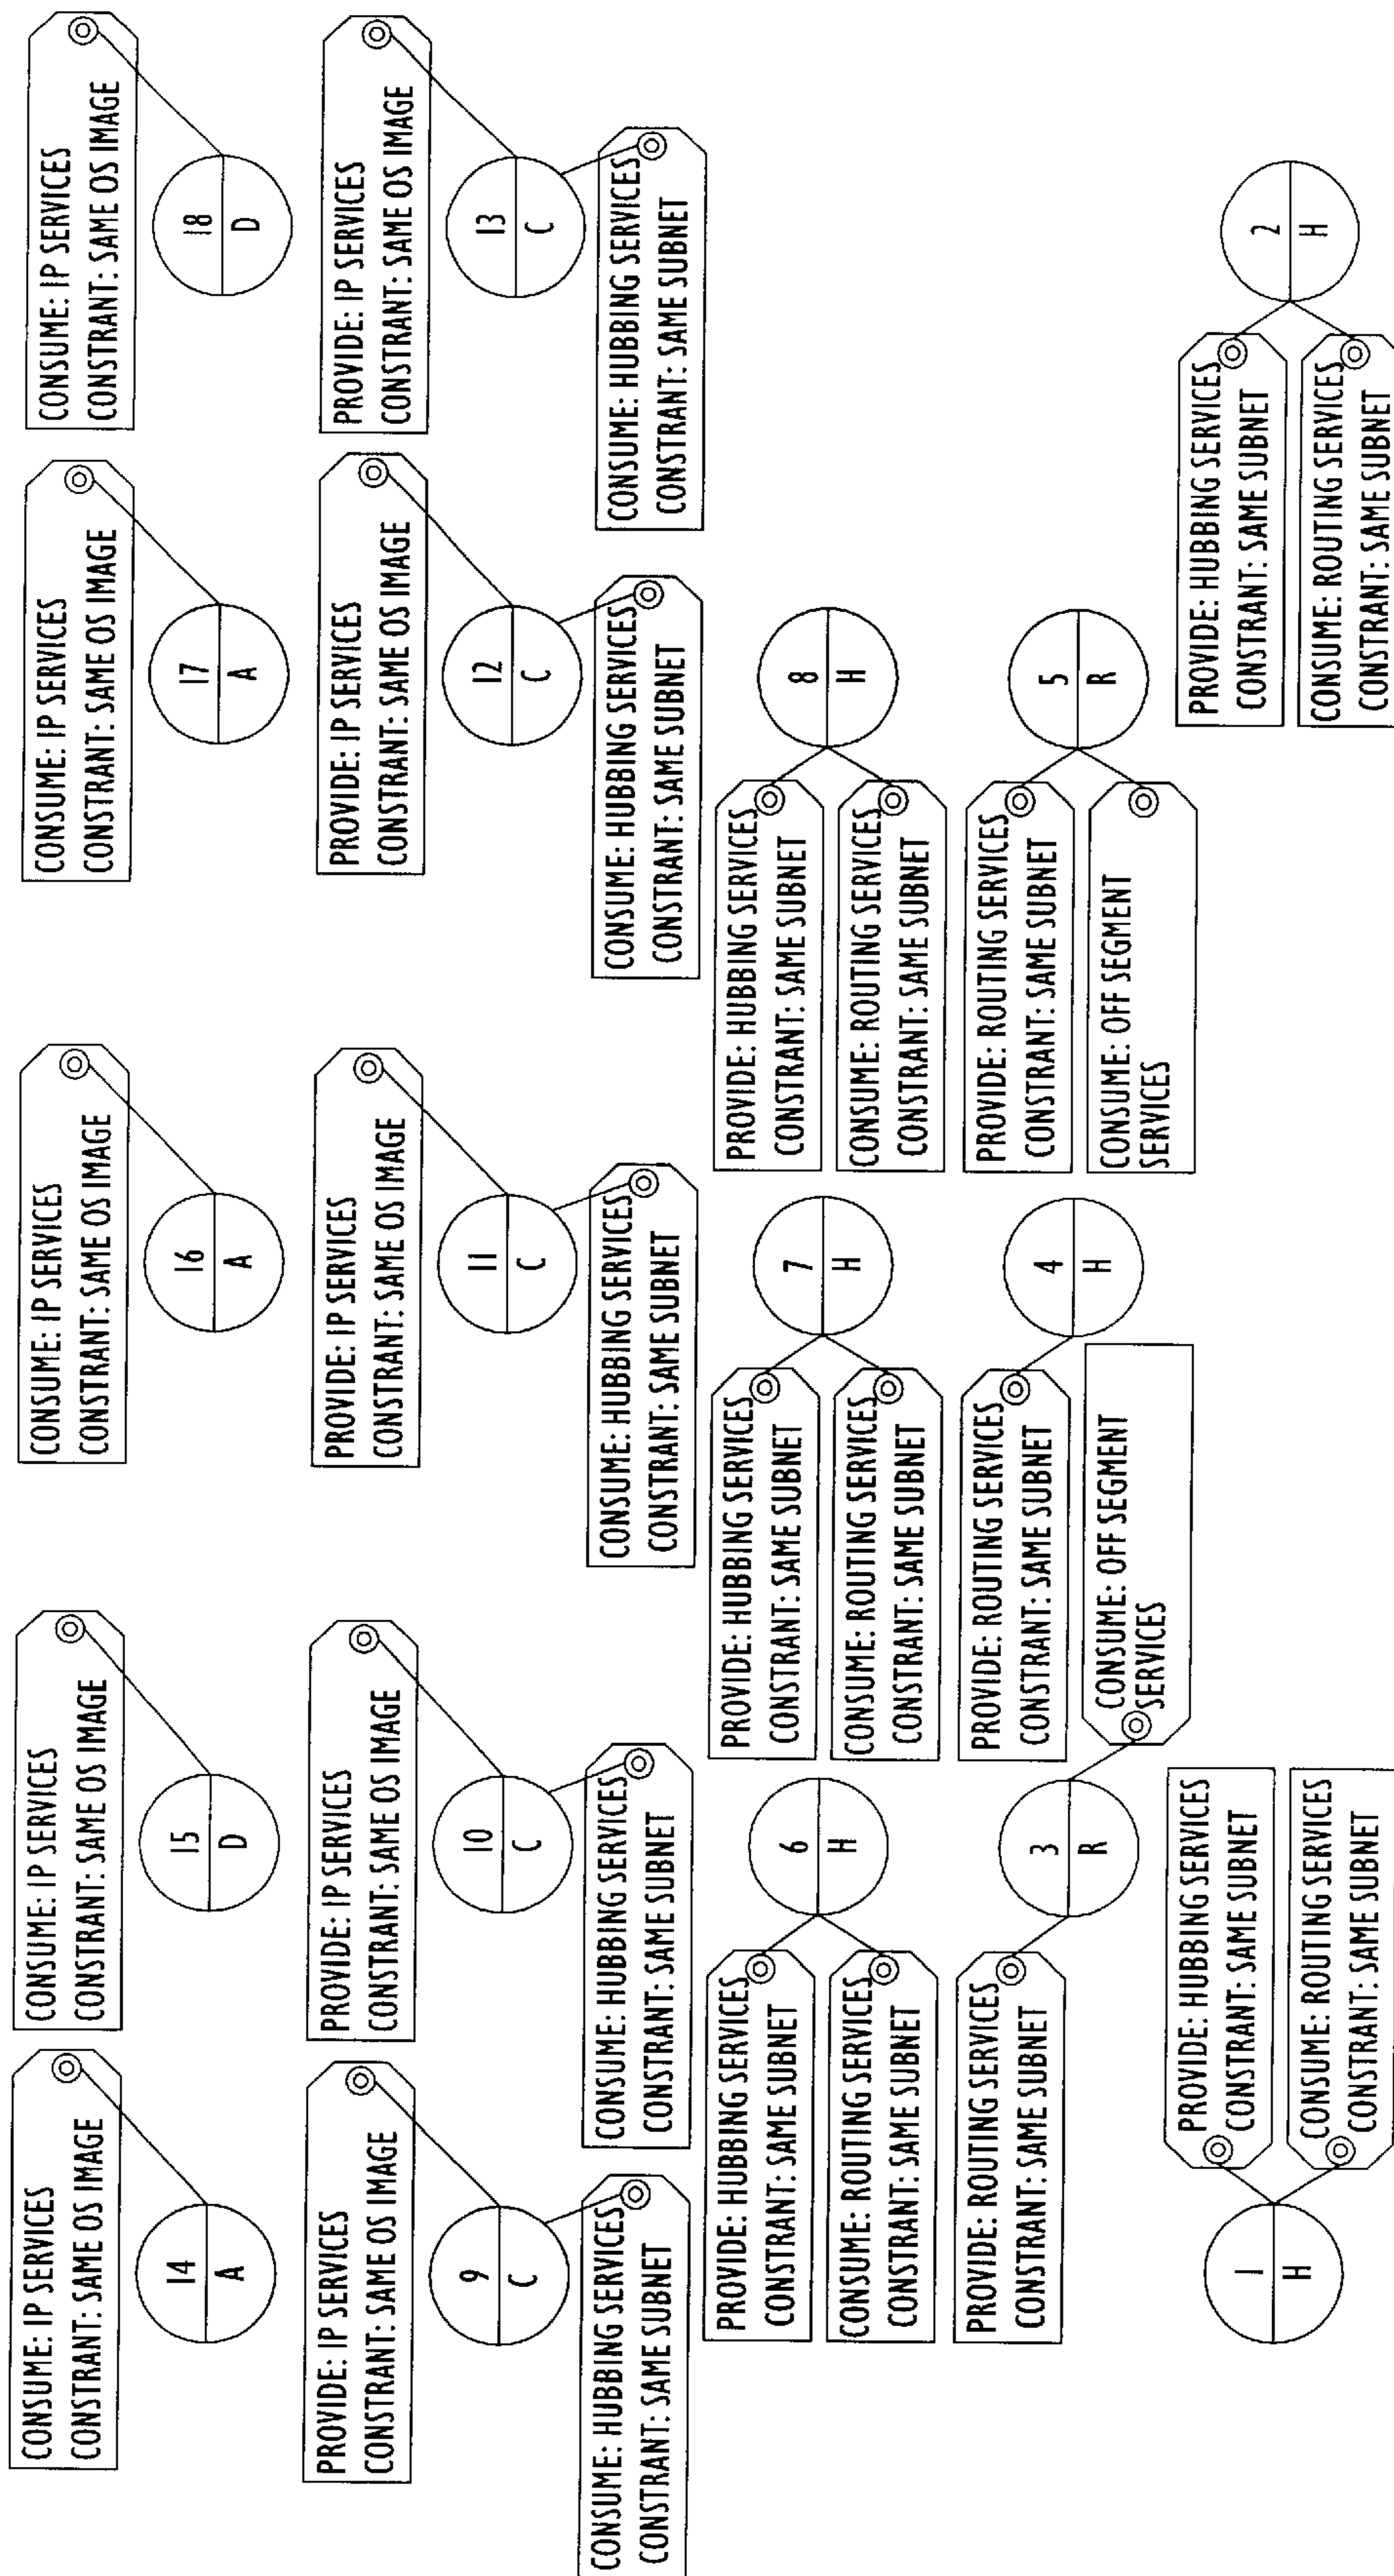 CONSUME: IP SERVICES
CONSTRANT: SAME OS IMAGE
14
A
CONSUME: IP SERVICES
CONSTRANT: SAME OS IMAGE
15
D
CONSUME: IP SERVICES
CONSTRANT: SAME OS IMAGE
16
A
CONSUME: IP SERVICES
CONSTRANT: SAME OS IMAGE
17
A
CONSUME: IP SERVICES
CONSTRANT: SAME OS IMAGE
18
D
PROVIDE: IP SERVICES
CONSTRANT: SAME OS IMAGE
9
C
CONSUME: HUBBING SERVICES
CONSTRANT: SAME SUBNET
PROVIDE: IP SERVICES
CONSTRANT: SAME OS IMAGE
10
C
CONSUME: HUBBING SERVICES
CONSTRANT: SAME SUBNET
PROVIDE: IP SERVICES
CONSTRANT: SAME OS IMAGE
11
C
CONSUME: HUBBING SERVICES
CONSTRANT: SAME SUBNET
PROVIDE: IP SERVICES
CONSTRANT: SAME OS IMAGE
12
C
CONSUME: HUBBING SERVICES
CONSTRANT: SAME SUBNET
PROVIDE: IP SERVICES
CONSTRANT: SAME OS IMAGE
13
C
CONSUME: HUBBING SERVICES
CONSTRANT: SAME SUBNET
PROVIDE: HUBBING SERVICES
CONSTRANT: SAME SUBNET
CONSUME: ROUTING SERVICES
CONSTRANT: SAME SUBNET
6
H
PROVIDE: HUBBING SERVICES
CONSTRANT: SAME SUBNET
CONSUME: ROUTING SERVICES
CONSTRANT: SAME SUBNET
7
H
PROVIDE: HUBBING SERVICES
CONSTRANT: SAME SUBNET
CONSUME: ROUTING SERVICES
CONSTRANT: SAME SUBNET
8
H
PROVIDE: ROUTING SERVICES
CONSTRANT: SAME SUBNET
3
R
CONSUME: OFF SEGMENT
SERVICES
PROVIDE: ROUTING SERVICES
CONSTRANT: SAME SUBNET
4
H
PROVIDE: ROUTING SERVICES
CONSTRANT: SAME SUBNET
CONSUME: OFF SEGMENT
SERVICES
5
R
1
H
PROVIDE: HUBBING SERVICES
CONSTRANT: SAME SUBNET
CONSUME: ROUTING SERVICES
CONSTRANT: SAME SUBNET
PROVIDE: HUBBING SERVICES
CONSTRANT: SAME SUBNET
CONSUME: ROUTING SERVICES
CONSTRANT: SAME SUBNET
2
H